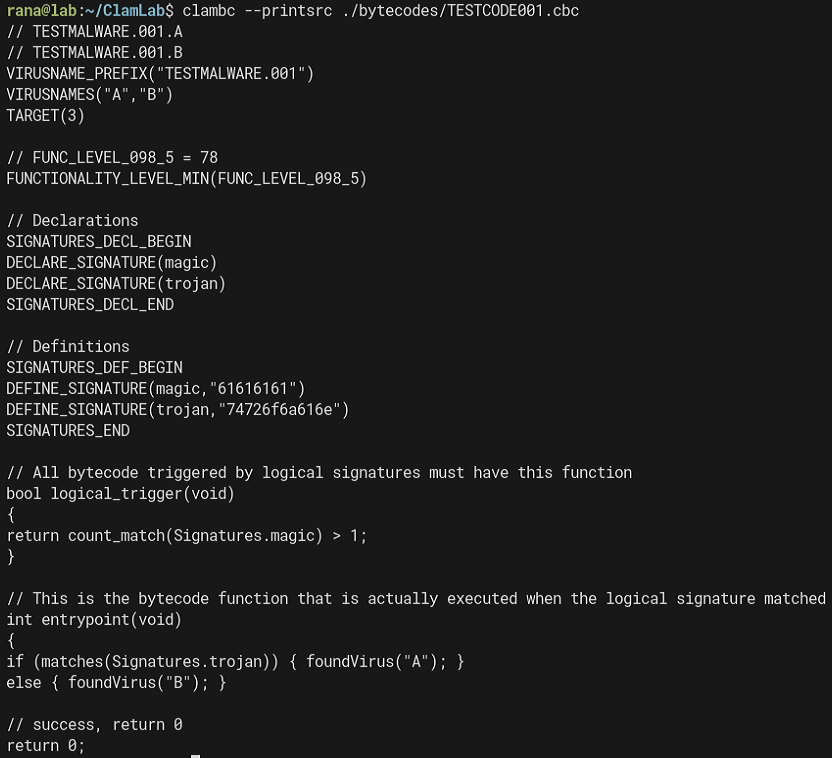 rana@lab:~/ClamLab$ clambc --printsrc ./bytecodes/TESTCODE001.cbc
// TESTMALWARE.001.A
// TESTMALWARE.001.B
VIRUSNAME_PREFIX("TESTMALWARE.001")
VIRUSNAMES("A","B")
TARGET(3)
// FUNC_LEVEL_098_5 = 78
FUNCTIONALITY_LEVEL_MIN(FUNC_LEVEL_098_5)
// Declarations
SIGNATURES_DECL_BEGIN
DECLARE_SIGNATURE(magic)
DECLARE_SIGNATURE(trojan)
SIGNATURES_DECL_END
// Definitions
SIGNATURES_DEF_BEGIN
DEFINE_SIGNATURE(magic,"61616161")
DEFINE_SIGNATURE(trojan,"74726f6a616e")
SIGNATURES_END
// All bytecode triggered by logical signatures must have this function
bool logical_trigger(void)
{
return count_match(Signatures.magic) > 1;
}
// This is the bytecode function that is actually executed when the logical signature matched
int entrypoint(void)
{
if (matches(Signatures.trojan)) { foundVirus("A"); }
else { foundVirus("B"); }
// success, return 0
return 0;